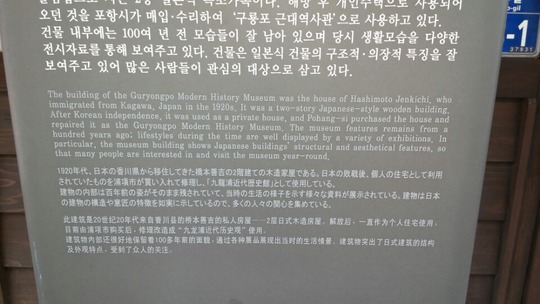 오던 것을 포항시가 매입·수리하여 '구룡포 근대역사관'으로 사용하고 있다.
건물 내부에는 100여 년 전 모습들이 잘 남아 있으며 당시 생활모습을 다양한
전시자료를 통해 보여주고 있다. 건물은 일본식 건물의 구조적·의장적 특징을 잘
보여주고 있어 많은 사람들이 관심의 대상으로 삼고 있다.
The building of the Guryongpo Modern History Museum was the house of Hashimoto Jenkichi, who
immigrated from Kagawa, Japan in the 1920s. It was a two-story Japanese-style wooden building.
After Korean independence, it was used as a private house, and Pohang-si purchased the house and
repaired it as the Guryongpo Modern History Museum. The museum features remains from a
hundred years ago; lifestyles during the time are well displayed by a variety of exhibitions. In
particular, the museum building shows Japanese buildings' structural and aesthetical features, so
that many people are interested in and visit the museum year-round.
1920年代、日本の香川県から移住してきた橋本善吉の2階建ての木造家屋である。日本の敗戦後、個人の住宅として利用
されていたものを浦項市が買い入れて修理し、「九龍浦近代歴史館」として使用している。
建物の内部は百年前の姿がそのまま残されていて、当時の生活の様子を示す様々な資料が展示されている。建物は日本
の建物の構造や意匠の特徴を如実に示しているので、多くの人々の関心を集めている。
此建筑是20世纪20年代来自香川县的桥本善吉的私人房屋——2层日式木造房屋。解放后，一直作为个人住宅使用，
目前由浦项市购买后，修理改造成"九龙浦近代历史观"使用。
建筑物内部还很好地保留着100多年前的面貌，通过各种展品展现出当时的生活情景。建筑物突出了日式建筑的结构
及外观特点，受到了众人的关注。
-gil
-1
37931